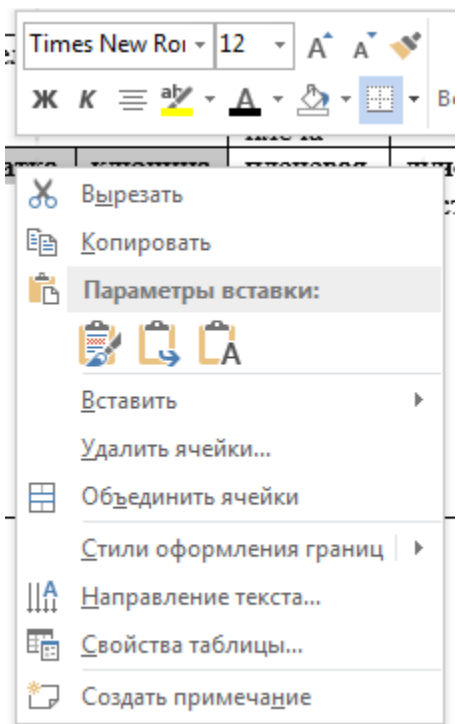 Times New Ro
12
A A
Ж К A
Вырезать
Копировать
Параметры вставки:
A
Вставить
Удалить ячейки...
Объединить ячейки
Стили оформления границ
Направление текста...
Свойства таблицы...
Создать примечание